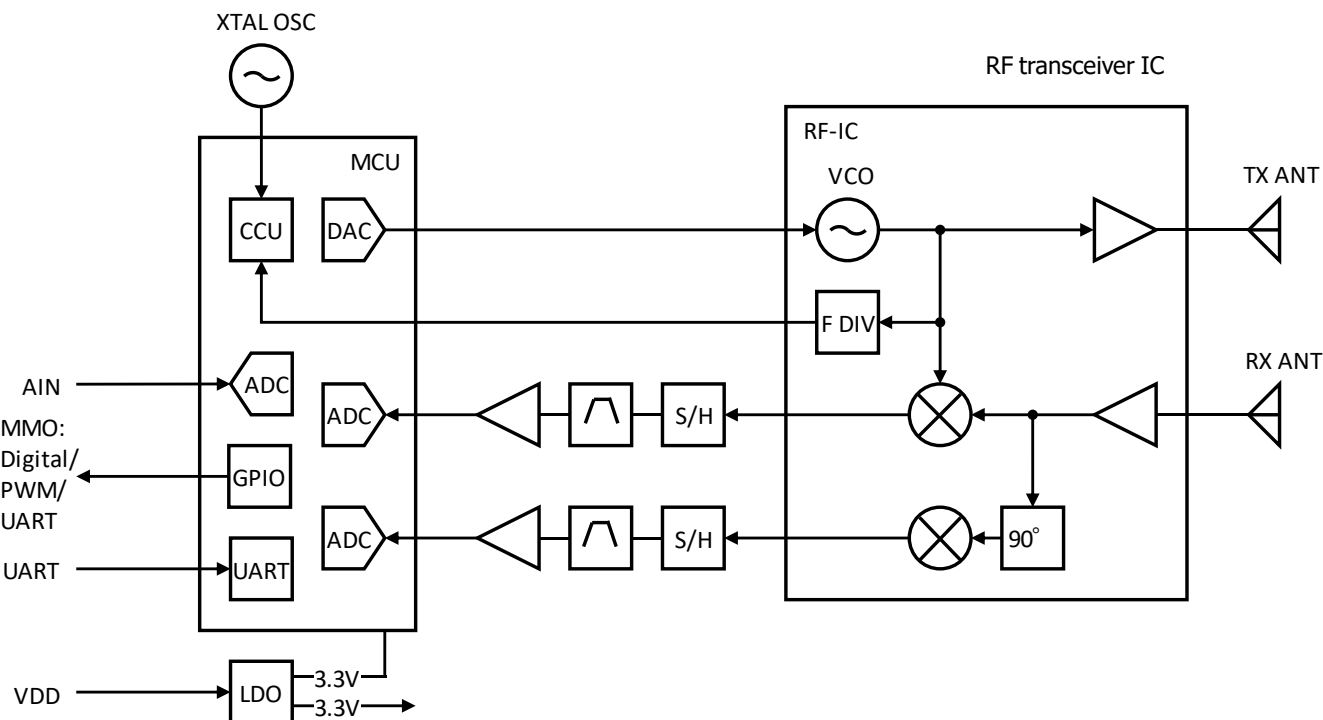 XTAL OSC
RF transceiver IC
MCU
RF-IC
VCO
TX ANT
CCU
DAC
F DIV
RX ANT
AIN
ADC
ADC
S/H
MMO:
Digital/
PWM/
UART
GPIO
ADC
S/H
90°
UART
UART
VDD
LDO
3.3V
3.3V